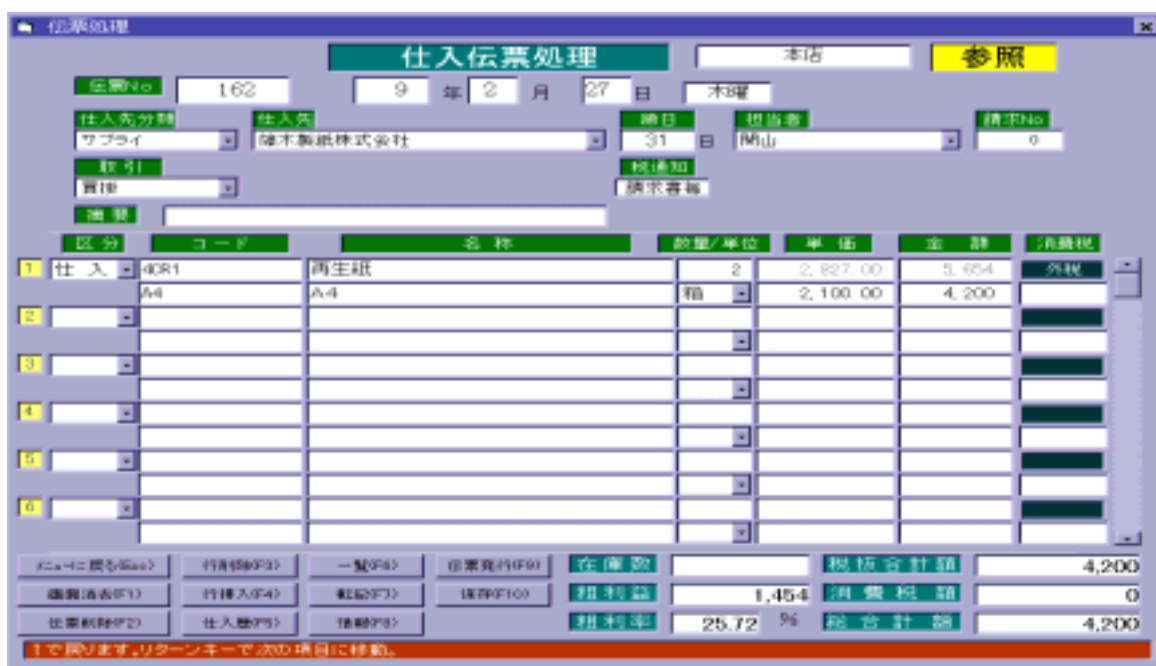 伝票処理
仕入伝票処理 本店 参照
伝票No 162 9 年 2 月 27 日 木曜
仕入先分類 仕入先 締日 担当者 請求No
サプライ 木製紙株式会社 31 日 関山 0
取引 税通知
買掛 請求書毎
摘要
区分 コード 名称 数量/単位 単価 金額 消費税
1 仕入 40R1 再生紙 2 2,827.00 5,654 外税
A4 A4 箱 2,100.00 4,200
2
3
4
5
6
メニューに戻る(Esc) 行削除(F3) 一覧(F6) 伝票発行(F9) 在庫数 税抜合計額 4,200
画面消去(F1) 行挿入(F4) 転記(F7) 保存(F10) 粗利益 1,454 消費税額 0
伝票削除(F2) 仕入歴(F5) 情報(F8) 粗利率 25.72 % 総合計額 4,200
↑で戻ります。リターンキーで次の項目に移動。